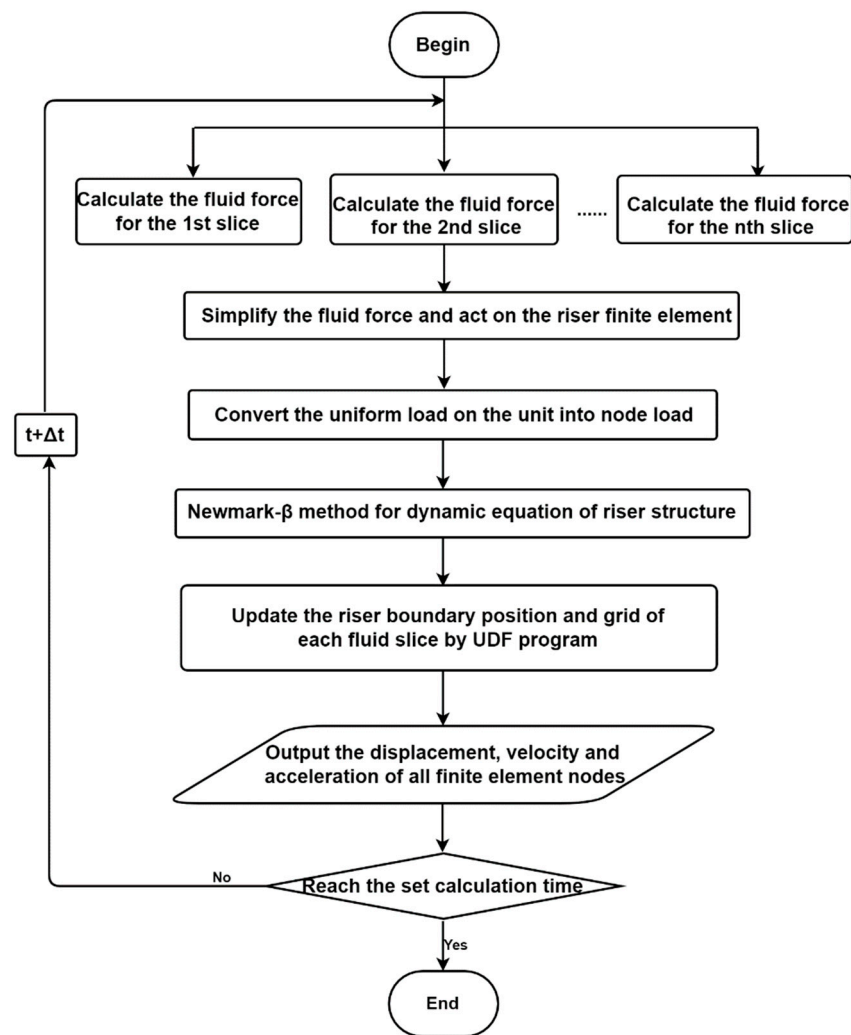 Begin
Calculate the fluid force
for the 1st slice
Calculate the fluid force
for the 2nd slice
......
Calculate the fluid force
for the nth slice
Simplify the fluid force and act on the riser finite element
Convert the uniform load on the unit into node load
t+Δt
Newmark-β method for dynamic equation of riser structure
Update the riser boundary position and grid of
each fluid slice by UDF program
Output the displacement, velocity and
acceleration of all finite element nodes
No
Reach the set calculation time
Yes
End